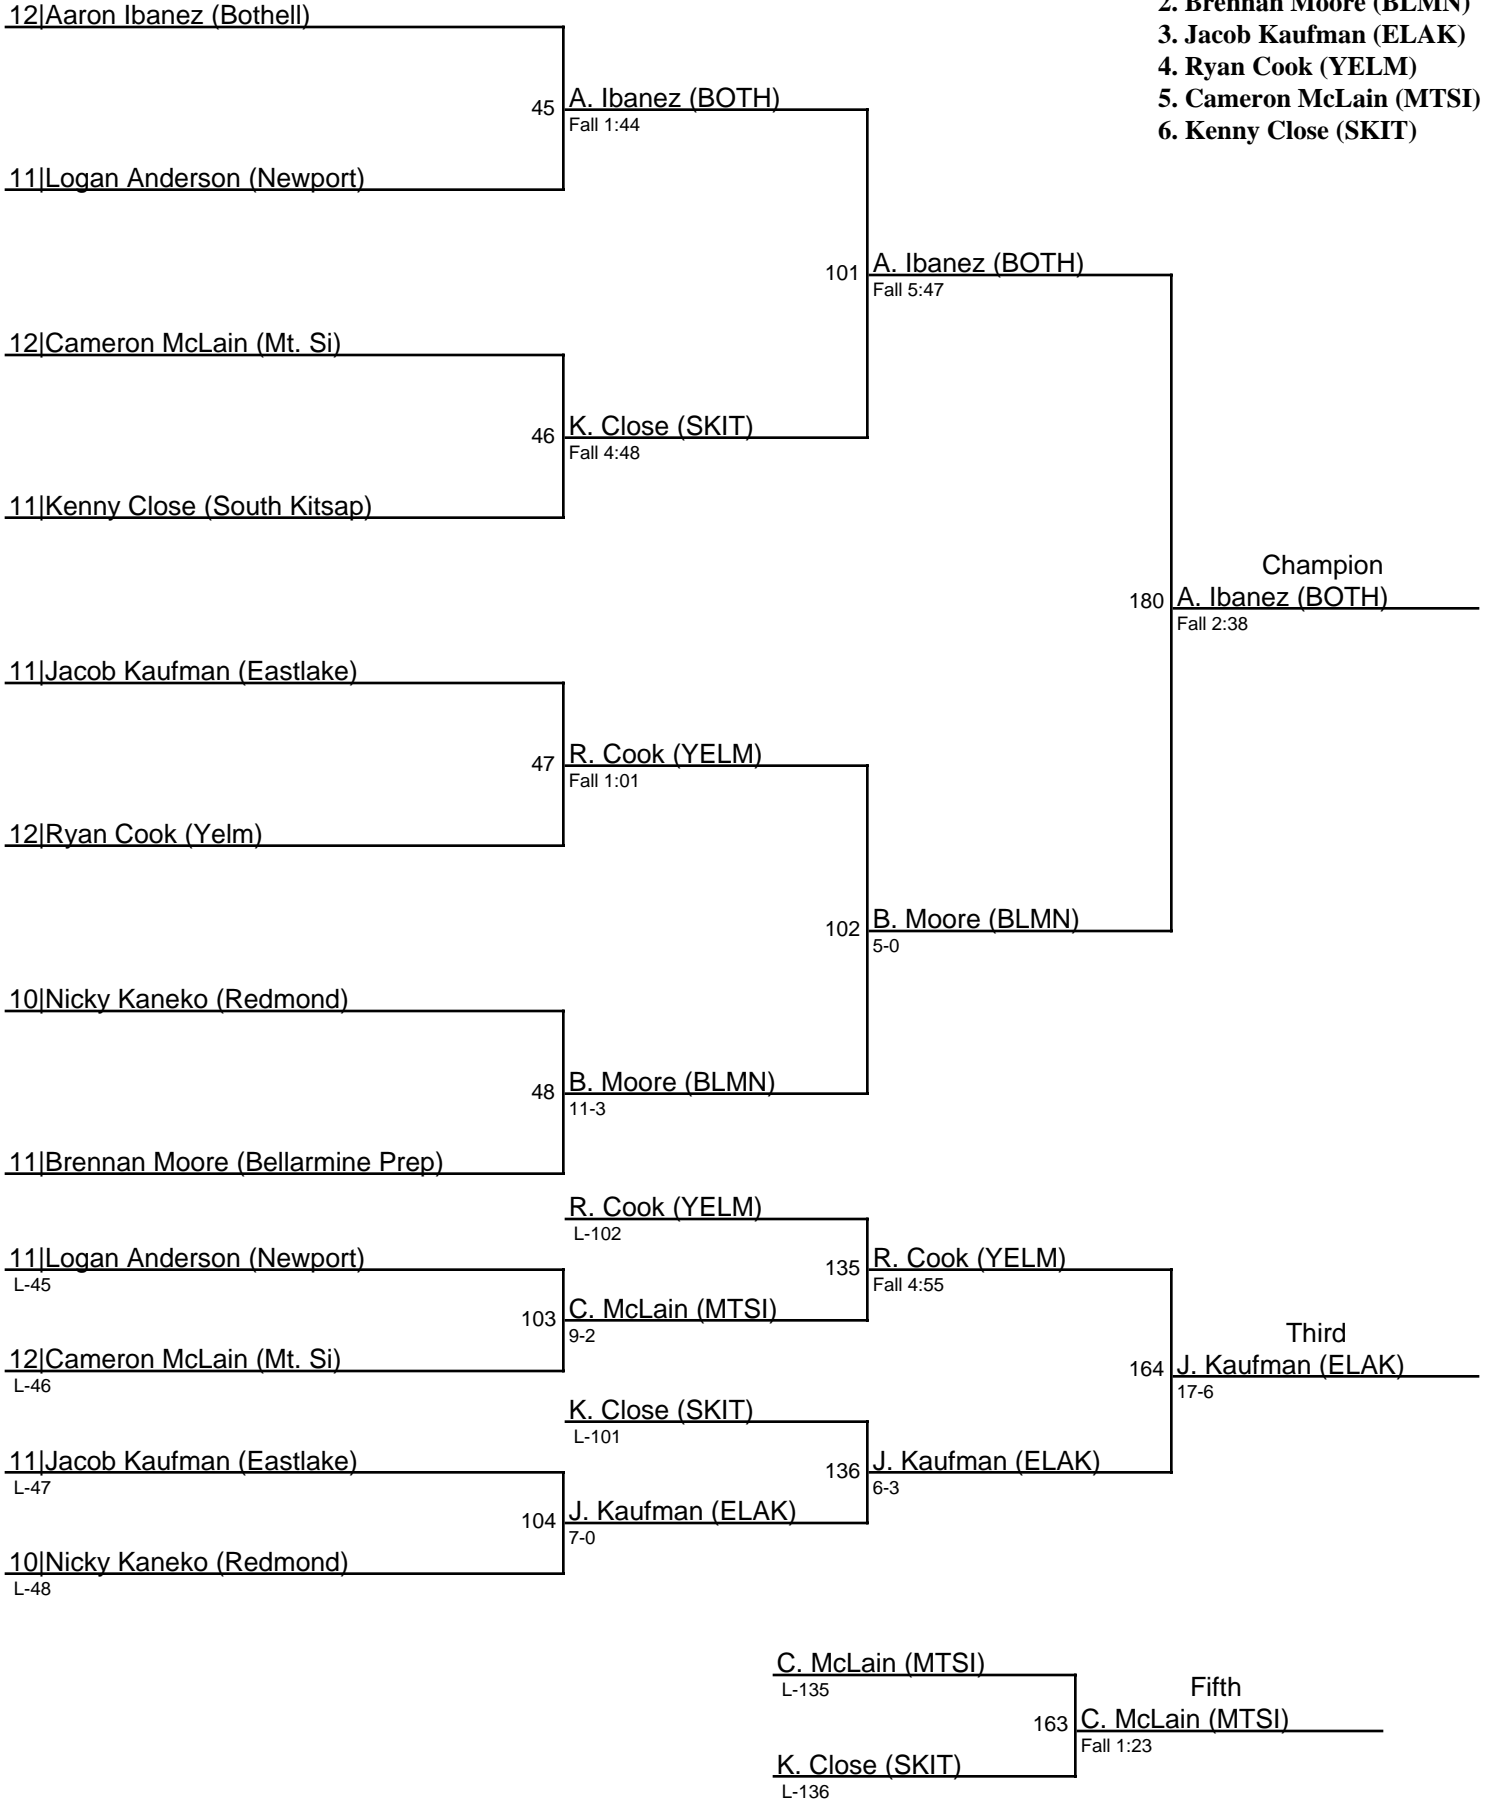 12|Aaron Ibanez (Bothell)
2. Brennan Moore (BLMN)
3. Jacob Kaufman (ELAK)
4. Ryan Cook (YELM)
5. Cameron McLain (MTSI)
6. Kenny Close (SKIT)
45 A. Ibanez (BOTH)
Fall 1:44
11|Logan Anderson (Newport)
101 A. Ibanez (BOTH)
Fall 5:47
12|Cameron McLain (Mt. Si)
46 K. Close (SKIT)
Fall 4:48
11|Kenny Close (South Kitsap)
Champion
180 A. Ibanez (BOTH)
Fall 2:38
11|Jacob Kaufman (Eastlake)
47 R. Cook (YELM)
Fall 1:01
12|Ryan Cook (Yelm)
102 B. Moore (BLMN)
5-0
10|Nicky Kaneko (Redmond)
48 B. Moore (BLMN)
11-3
11|Brennan Moore (Bellarmine Prep)
R. Cook (YELM)
L-102
11|Logan Anderson (Newport)
L-45
135 R. Cook (YELM)
Fall 4:55
103 C. McLain (MTSI)
9-2
12|Cameron McLain (Mt. Si)
L-46
Third
164 J. Kaufman (ELAK)
17-6
K. Close (SKIT)
L-101
11|Jacob Kaufman (Eastlake)
L-47
136 J. Kaufman (ELAK)
6-3
104 J. Kaufman (ELAK)
7-0
10|Nicky Kaneko (Redmond)
L-48
C. McLain (MTSI)
L-135
Fifth
163 C. McLain (MTSI)
Fall 1:23
K. Close (SKIT)
L-136